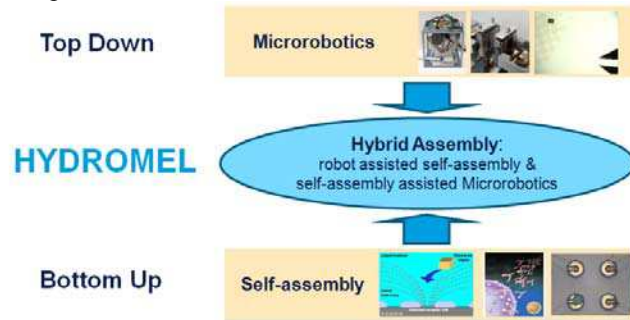 Top Down
Microrobotics
HYDROMEL
Hybrid Assembly:
robot assisted self-assembly &
self-assembly assisted Microrobotics
Bottom Up
Self-assembly